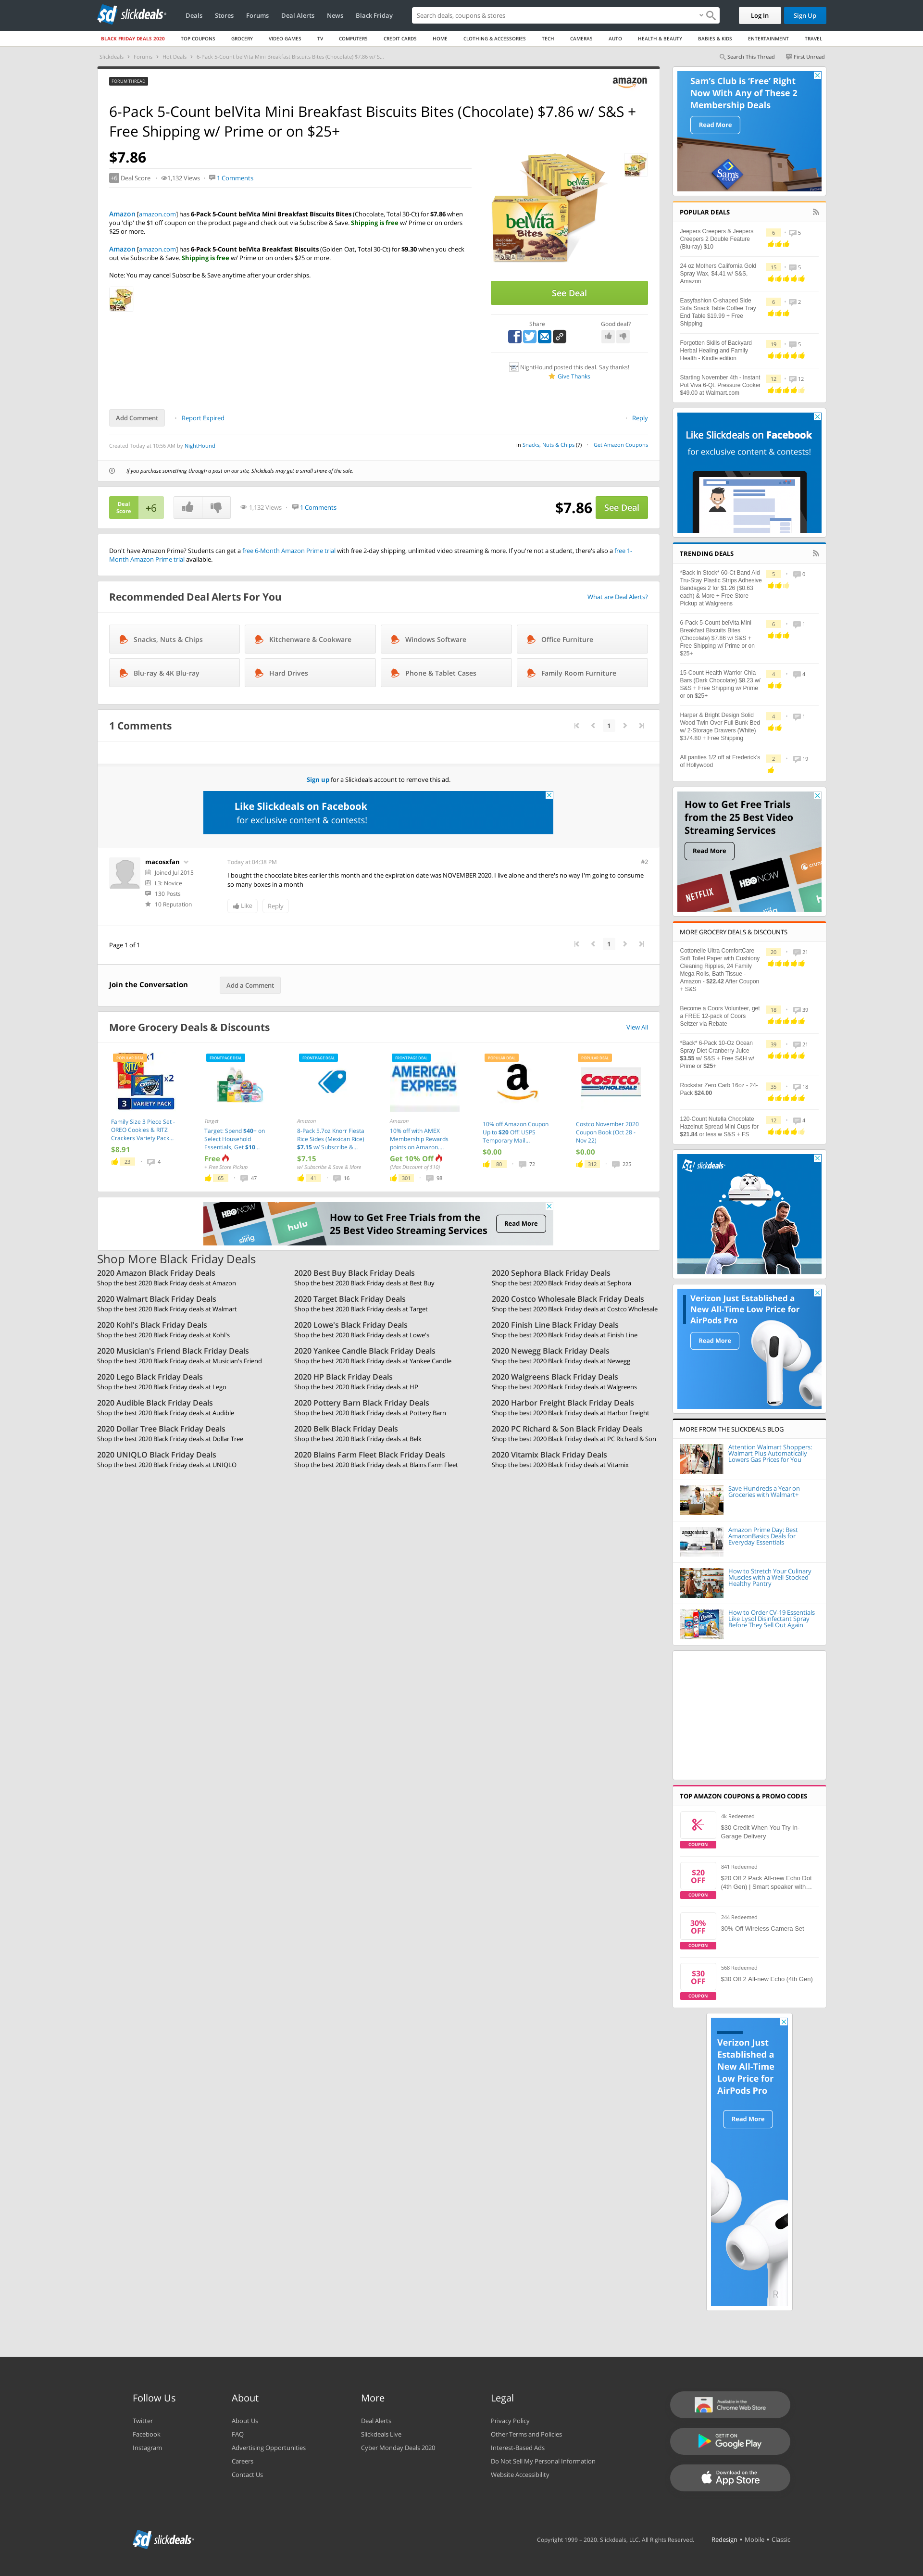 slickdeals
Deals Stores Forums Deal Alerts News Black Friday
Search deals, coupons & stores
Log In Sign Up
BLACK FRIDAY DEALS 2020 TOP COUPONS GROCERY VIDEO GAMES TV COMPUTERS CREDIT CARDS HOME CLOTHING & ACCESSORIES TECH CAMERAS AUTO HEALTH & BEAUTY BABIES & KIDS ENTERTAINMENT TRAVEL
Slickdeals Forums Hot Deals 6-Pack 5-Count belVita Mini Breakfast Biscuits Bites (Chocolate) $7.86 w/ S...
Search This Thread First Unread
FORUM THREAD
amazon
6-Pack 5-Count belVita Mini Breakfast Biscuits Bites (Chocolate) $7.86 w/ S&S +
Free Shipping w/ Prime or on $25+
$7.86
+6 Deal Score 1,132 Views 1 Comments
Amazon [amazon.com] has 6-Pack 5-Count belVita Mini Breakfast Biscuits Bites (Chocolate, Total 30-Ct) for $7.86 when
you 'clip' the $1 off coupon on the product page and check out via Subscribe & Save. Shipping is free w/ Prime or on orders
$25 or more.
Amazon [amazon.com] has 6-Pack 5-Count belVita Breakfast Biscuits (Golden Oat, Total 30-Ct) for $9.30 when you check
out via Subscribe & Save. Shipping is free w/ Prime or on orders $25 or more.
Note: You may cancel Subscribe & Save anytime after your order ships.
See Deal
Share Good deal?
NightHound posted this deal. Say thanks!
Give Thanks
Add Comment Report Expired Reply
Created Today at 10:56 AM by NightHound
in Snacks, Nuts & Chips (7) Get Amazon Coupons
If you purchase something through a post on our site, Slickdeals may get a small share of the sale.
Deal
Score
+6
1,132 Views 1 Comments
$7.86 See Deal
Don't have Amazon Prime? Students can get a free 6-Month Amazon Prime trial with free 2-day shipping, unlimited video streaming & more. If you're not a student, there's also a free 1-
Month Amazon Prime trial available.
Recommended Deal Alerts For You
What are Deal Alerts?
Snacks, Nuts & Chips Kitchenware & Cookware Windows Software Office Furniture
Blu-ray & 4K Blu-ray Hard Drives Phone & Tablet Cases Family Room Furniture
1 Comments
1
Sign up for a Slickdeals account to remove this ad.
Like Slickdeals on Facebook
for exclusive content & contests!
macosxfan
Joined Jul 2015
L3: Novice
130 Posts
10 Reputation
Today at 04:38 PM
#2
I bought the chocolate bites earlier this month and the expiration date was NOVEMBER 2020. I live alone and there's no way I'm going to consume
so many boxes in a month
Like Reply
Page 1 of 1
1
Join the Conversation Add a Comment
More Grocery Deals & Discounts
View All
POPULAR DEAL
x1
x2
3 VARIETY PACK
Family Size 3 Piece Set -
OREO Cookies & RITZ
Crackers Variety Pack...
$8.91
23 4
FRONTPAGE DEAL
Target
Target: Spend $40+ on
Select Household
Essentials, Get $10...
Free
+ Free Store Pickup
65 47
FRONTPAGE DEAL
Amazon
8-Pack 5.7oz Knorr Fiesta
Rice Sides (Mexican Rice)
$7.15 w/ Subscribe &...
$7.15
w/ Subscribe & Save & More
41 16
FRONTPAGE DEAL
AMERICAN
EXPRESS
Amazon
10% off with AMEX
Membership Rewards
points on Amazon...
Get 10% Off
(Max Discount of $10)
301 98
POPULAR DEAL
10% off Amazon Coupon
Up to $20 Off! USPS
Temporary Mail...
$0.00
80 72
POPULAR DEAL
COSTCO
WHOLESALE
Costco November 2020
Coupon Book (Oct 28 -
Nov 22)
$0.00
312 225
HBO NOW
hulu
How to Get Free Trials from the
25 Best Video Streaming Services
Read More
Shop More Black Friday Deals
2020 Amazon Black Friday Deals
Shop the best 2020 Black Friday deals at Amazon
2020 Best Buy Black Friday Deals
Shop the best 2020 Black Friday deals at Best Buy
2020 Sephora Black Friday Deals
Shop the best 2020 Black Friday deals at Sephora
2020 Walmart Black Friday Deals
Shop the best 2020 Black Friday deals at Walmart
2020 Target Black Friday Deals
Shop the best 2020 Black Friday deals at Target
2020 Costco Wholesale Black Friday Deals
Shop the best 2020 Black Friday deals at Costco Wholesale
2020 Kohl's Black Friday Deals
Shop the best 2020 Black Friday deals at Kohl's
2020 Lowe's Black Friday Deals
Shop the best 2020 Black Friday deals at Lowe's
2020 Finish Line Black Friday Deals
Shop the best 2020 Black Friday deals at Finish Line
2020 Musician's Friend Black Friday Deals
Shop the best 2020 Black Friday deals at Musician's Friend
2020 Yankee Candle Black Friday Deals
Shop the best 2020 Black Friday deals at Yankee Candle
2020 Newegg Black Friday Deals
Shop the best 2020 Black Friday deals at Newegg
2020 Lego Black Friday Deals
Shop the best 2020 Black Friday deals at Lego
2020 HP Black Friday Deals
Shop the best 2020 Black Friday deals at HP
2020 Walgreens Black Friday Deals
Shop the best 2020 Black Friday deals at Walgreens
2020 Audible Black Friday Deals
Shop the best 2020 Black Friday deals at Audible
2020 Pottery Barn Black Friday Deals
Shop the best 2020 Black Friday deals at Pottery Barn
2020 Harbor Freight Black Friday Deals
Shop the best 2020 Black Friday deals at Harbor Freight
2020 Dollar Tree Black Friday Deals
Shop the best 2020 Black Friday deals at Dollar Tree
2020 Belk Black Friday Deals
Shop the best 2020 Black Friday deals at Belk
2020 PC Richard & Son Black Friday Deals
Shop the best 2020 Black Friday deals at PC Richard & Son
2020 UNIQLO Black Friday Deals
Shop the best 2020 Black Friday deals at UNIQLO
2020 Blains Farm Fleet Black Friday Deals
Shop the best 2020 Black Friday deals at Blains Farm Fleet
2020 Vitamix Black Friday Deals
Shop the best 2020 Black Friday deals at Vitamix
Sam's Club is 'Free' Right
Now With Any of These 2
Membership Deals
Read More
Sam's
POPULAR DEALS
Jeepers Creepers & Jeepers
Creepers 2 Double Feature
(Blu-ray) $10
6 5
24 oz Mothers California Gold
Spray Wax, $4.41 w/ S&S,
Amazon
15 5
Easyfashion C-shaped Side
Sofa Snack Table Coffee Tray
End Table $19.99 + Free
Shipping
6 2
Forgotten Skills of Backyard
Herbal Healing and Family
Health - Kindle edition
19 5
Starting November 4th - Instant
Pot Viva 6-Qt. Pressure Cooker
$49.00 at Walmart.com
12 12
Like Slickdeals on Facebook
for exclusive content & contests!
TRENDING DEALS
*Back in Stock* 60-Ct Band Aid
Tru-Stay Plastic Strips Adhesive
Bandages 2 for $1.26 ($0.63
each) & More + Free Store
Pickup at Walgreens
5 0
6-Pack 5-Count belVita Mini
Breakfast Biscuits Bites
(Chocolate) $7.86 w/ S&S +
Free Shipping w/ Prime or on
$25+
6 1
15-Count Health Warrior Chia
Bars (Dark Chocolate) $8.23 w/
S&S + Free Shipping w/ Prime
or on $25+
4 4
Harper & Bright Design Solid
Wood Twin Over Full Bunk Bed
w/ 2-Storage Drawers (White)
$374.80 + Free Shipping
4 1
All panties 1/2 off at Frederick's
of Hollywood
2 19
How to Get Free Trials
from the 25 Best Video
Streaming Services
Read More
NETFLIX
HBO NOW
MORE GROCERY DEALS & DISCOUNTS
Cottonelle Ultra ComfortCare
Soft Toilet Paper with Cushiony
Cleaning Ripples, 24 Family
Mega Rolls, Bath Tissue -
Amazon - $22.42 After Coupon
+ S&S
20 21
Become a Coors Volunteer, get
a FREE 12-pack of Coors
Seltzer via Rebate
18 39
*Back* 6-Pack 10-Oz Ocean
Spray Diet Cranberry Juice
$3.55 w/ S&S + Free S&H w/
Prime or $25+
39 21
Rockstar Zero Carb 16oz - 24-
Pack $24.00
35 18
120-Count Nutella Chocolate
Hazelnut Spread Mini Cups for
$21.84 or less w S&S + FS
12 4
slickdeals
Verizon Just Established a
New All-Time Low Price for
AirPods Pro
Read More
MORE FROM THE SLICKDEALS BLOG
Attention Walmart Shoppers:
Walmart Plus Automatically
Lowers Gas Prices for You
Save Hundreds a Year on
Groceries with Walmart+
Amazon Prime Day: Best
AmazonBasics Deals for
Everyday Essentials
How to Stretch Your Culinary
Muscles with a Well-Stocked
Healthy Pantry
How to Order CV-19 Essentials
Like Lysol Disinfectant Spray
Before They Sell Out Again
TOP AMAZON COUPONS & PROMO CODES
4k Redeemed
$30 Credit When You Try In-
Garage Delivery
COUPON
841 Redeemed
$20
OFF
$20 Off 2 Pack All-new Echo Dot
(4th Gen) | Smart speaker with...
COUPON
244 Redeemed
30%
OFF
30% Off Wireless Camera Set
COUPON
568 Redeemed
$30
OFF
$30 Off 2 All-new Echo (4th Gen)
COUPON
Verizon Just
Established a
New All-Time
Low Price for
AirPods Pro
Read More
Follow Us
Twitter
Facebook
Instagram
About
About Us
FAQ
Advertising Opportunities
Careers
Contact Us
More
Deal Alerts
Slickdeals Live
Cyber Monday Deals 2020
Legal
Privacy Policy
Other Terms and Policies
Interest-Based Ads
Do Not Sell My Personal Information
Website Accessibility
Available in the
Chrome Web Store
GET IT ON
Google Play
Download on the
App Store
slickdeals
Copyright 1999 - 2020. Slickdeals, LLC. All Rights Reserved. Redesign • Mobile • Classic